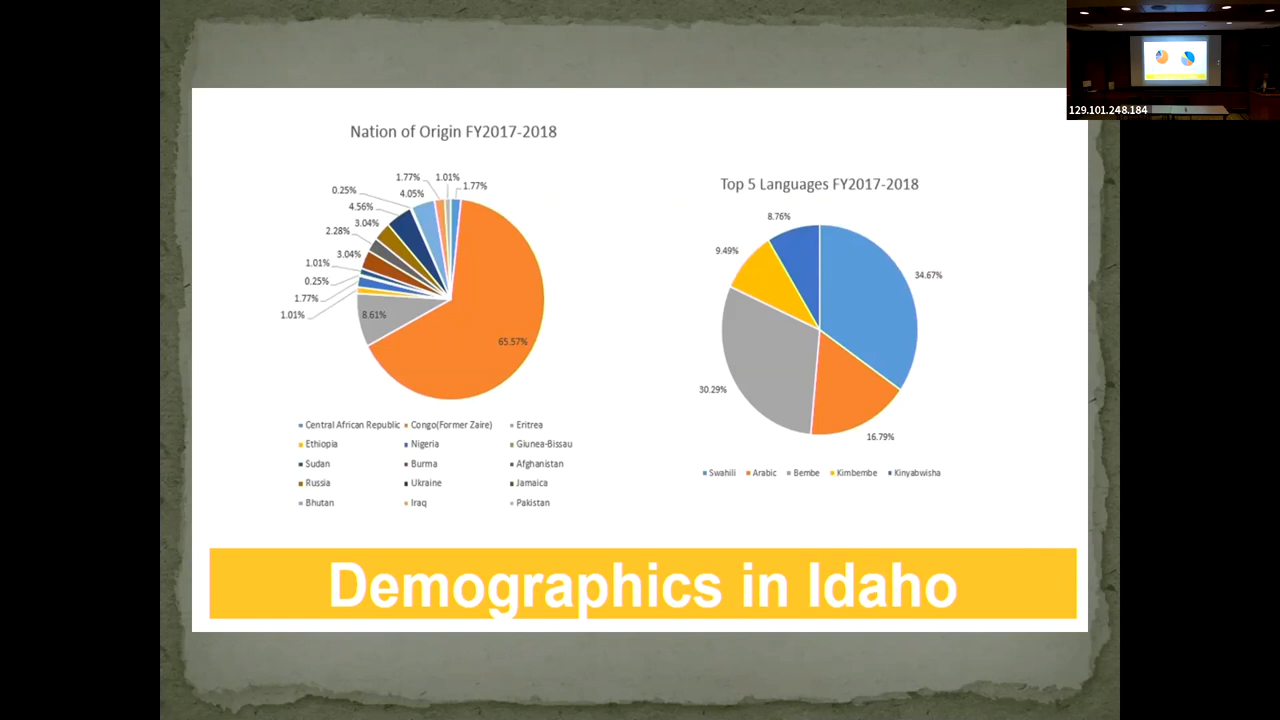 129.101.248.184
Nation of Origin FY2017-2018
1.77% 1.01%
0.25% 4.05% 1.77%
4.56%
3.04%
2.28%
3.04%
1.01%
0.25%
1.77%
1.01% 8.61%
65.57%
Central African Republic Congo(Former Zaire) Eritrea
Ethiopia Nigeria Giunea-Bissau
Sudan Burma Afghanistan
Russia Ukraine Jamaica
Bhutan Iraq Pakistan
Top 5 Languages FY2017-2018
8.76%
9.49%
34.67%
30.29%
16.79%
Swahili Arabic Bembe Kimbembe Kinyabwisha
Demographics in Idaho